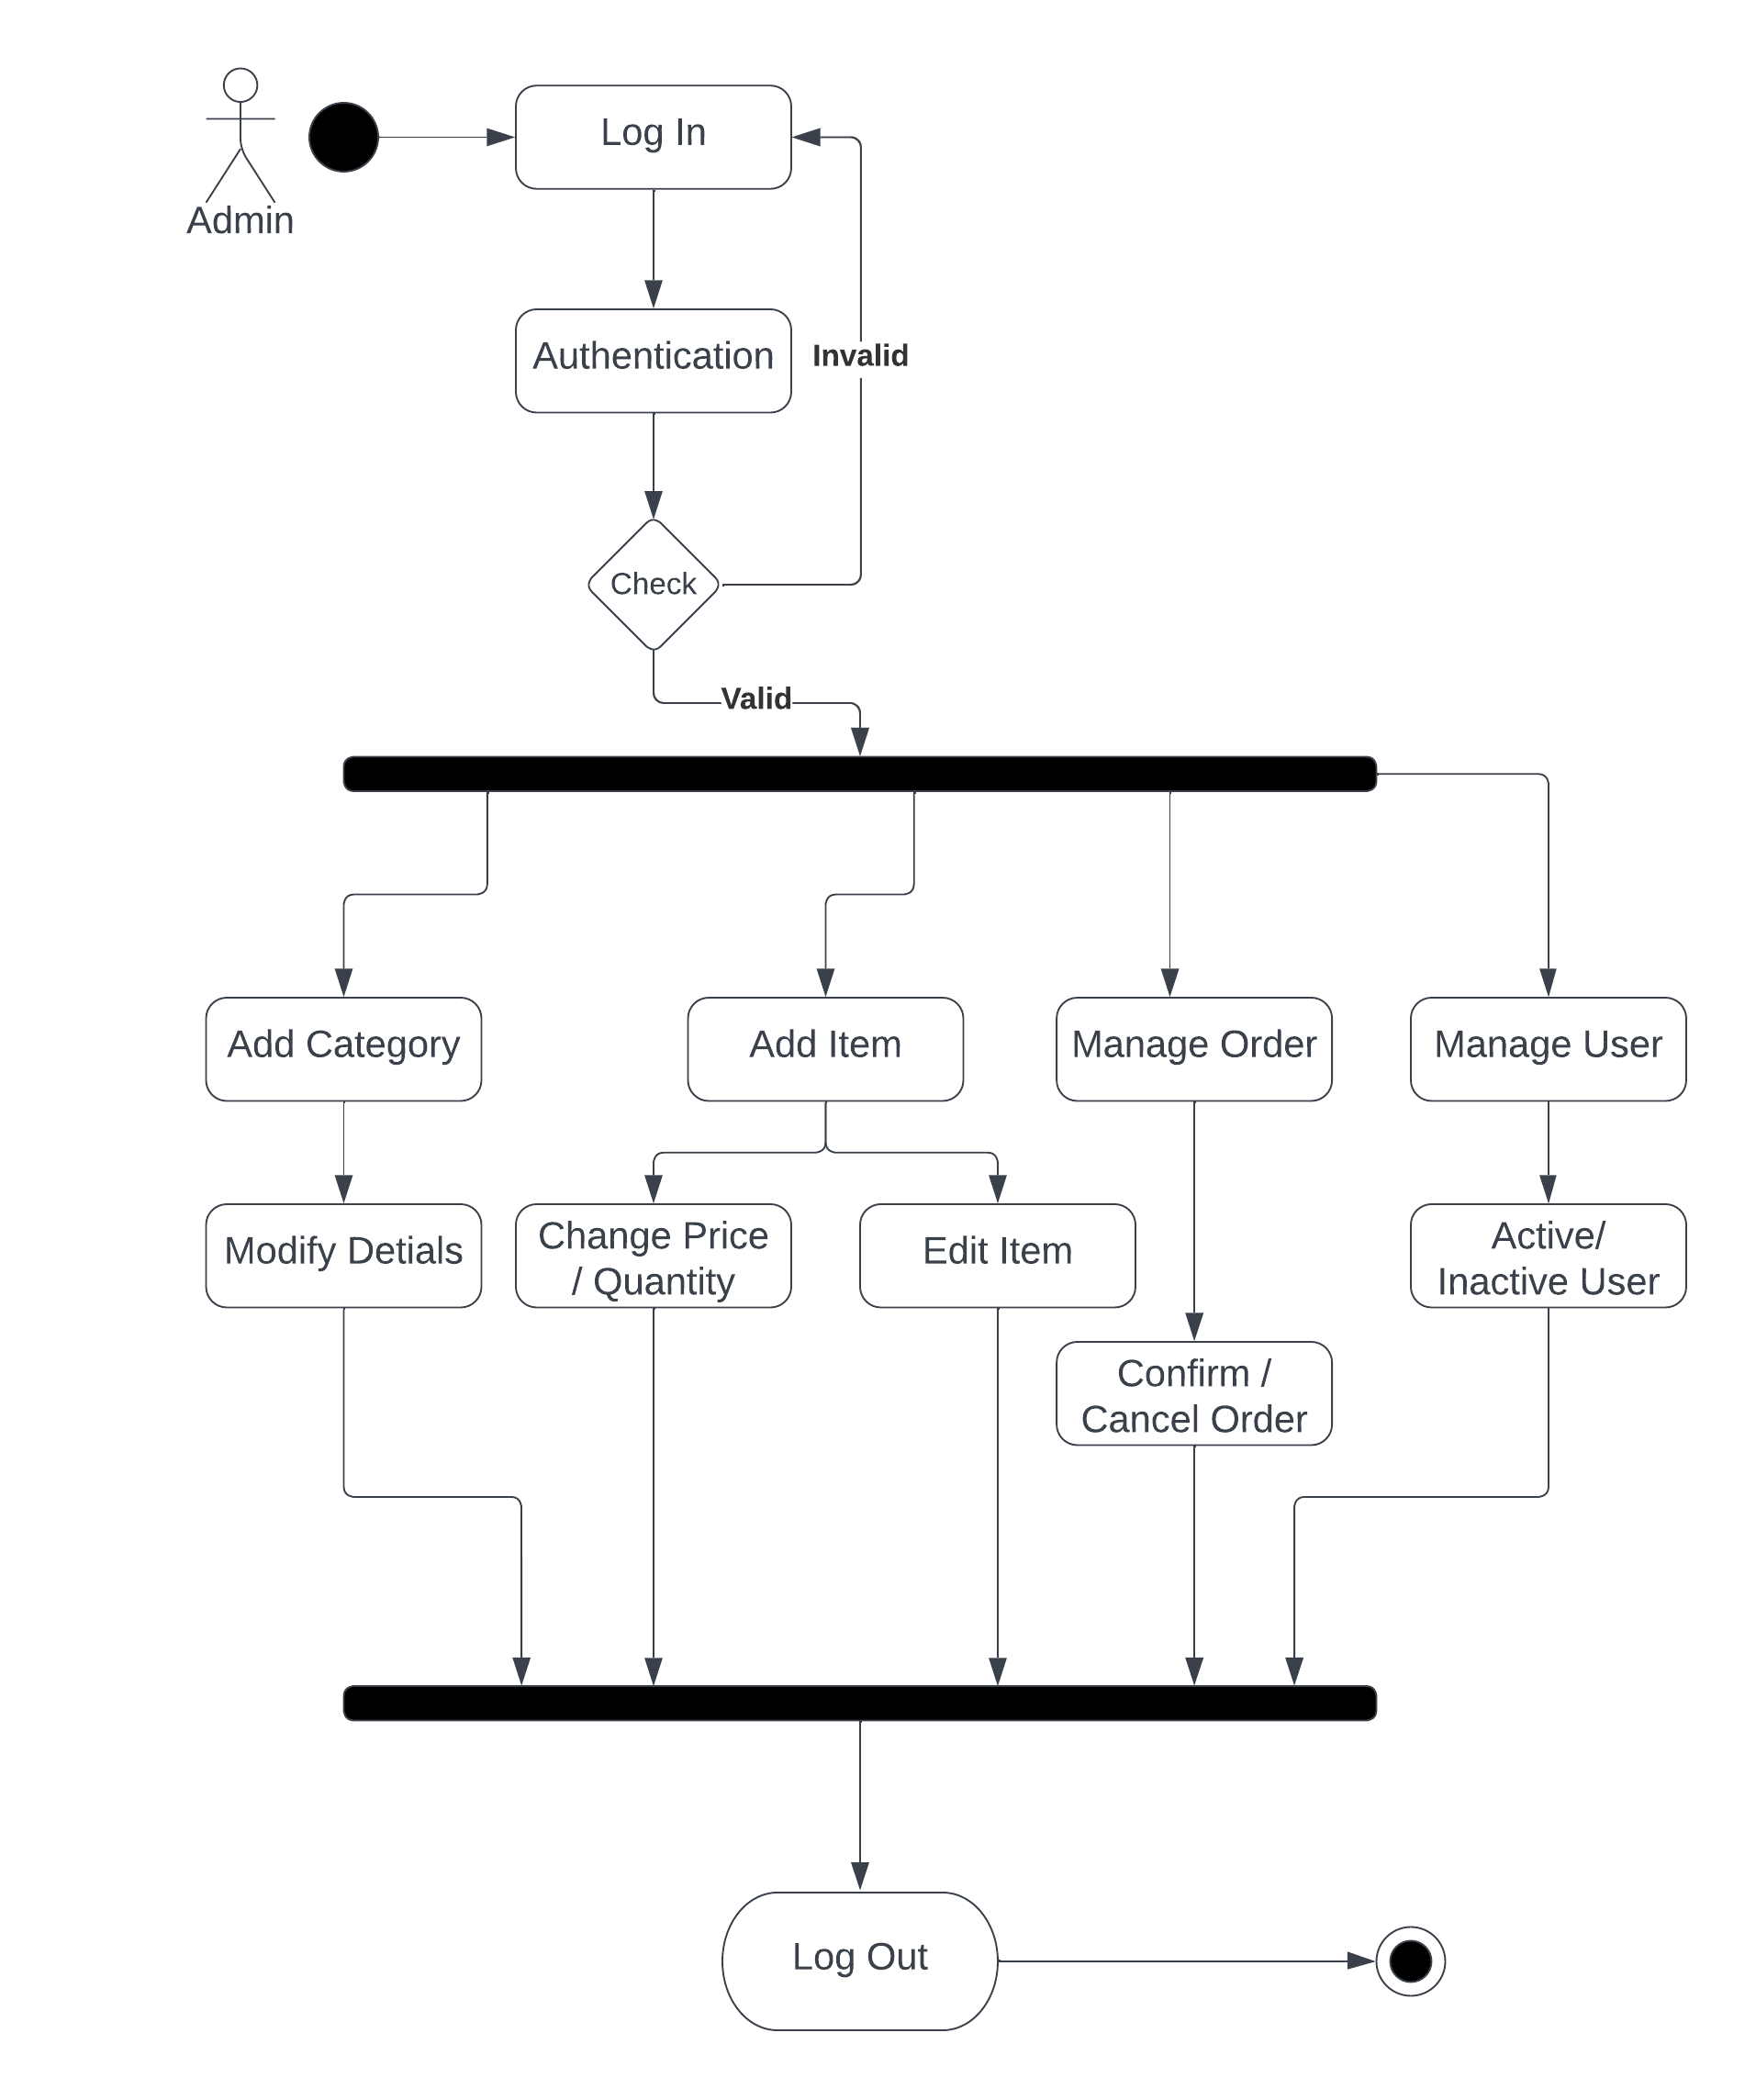 Admin
Log In
Authentication
Invalid
Check
Valid
Add Category
Add Item
Manage Order
Manage User
Modify Detials
Change Price
/ Quantity
Edit Item
Active/
Inactive User
Confirm /
Cancel Order
Log Out